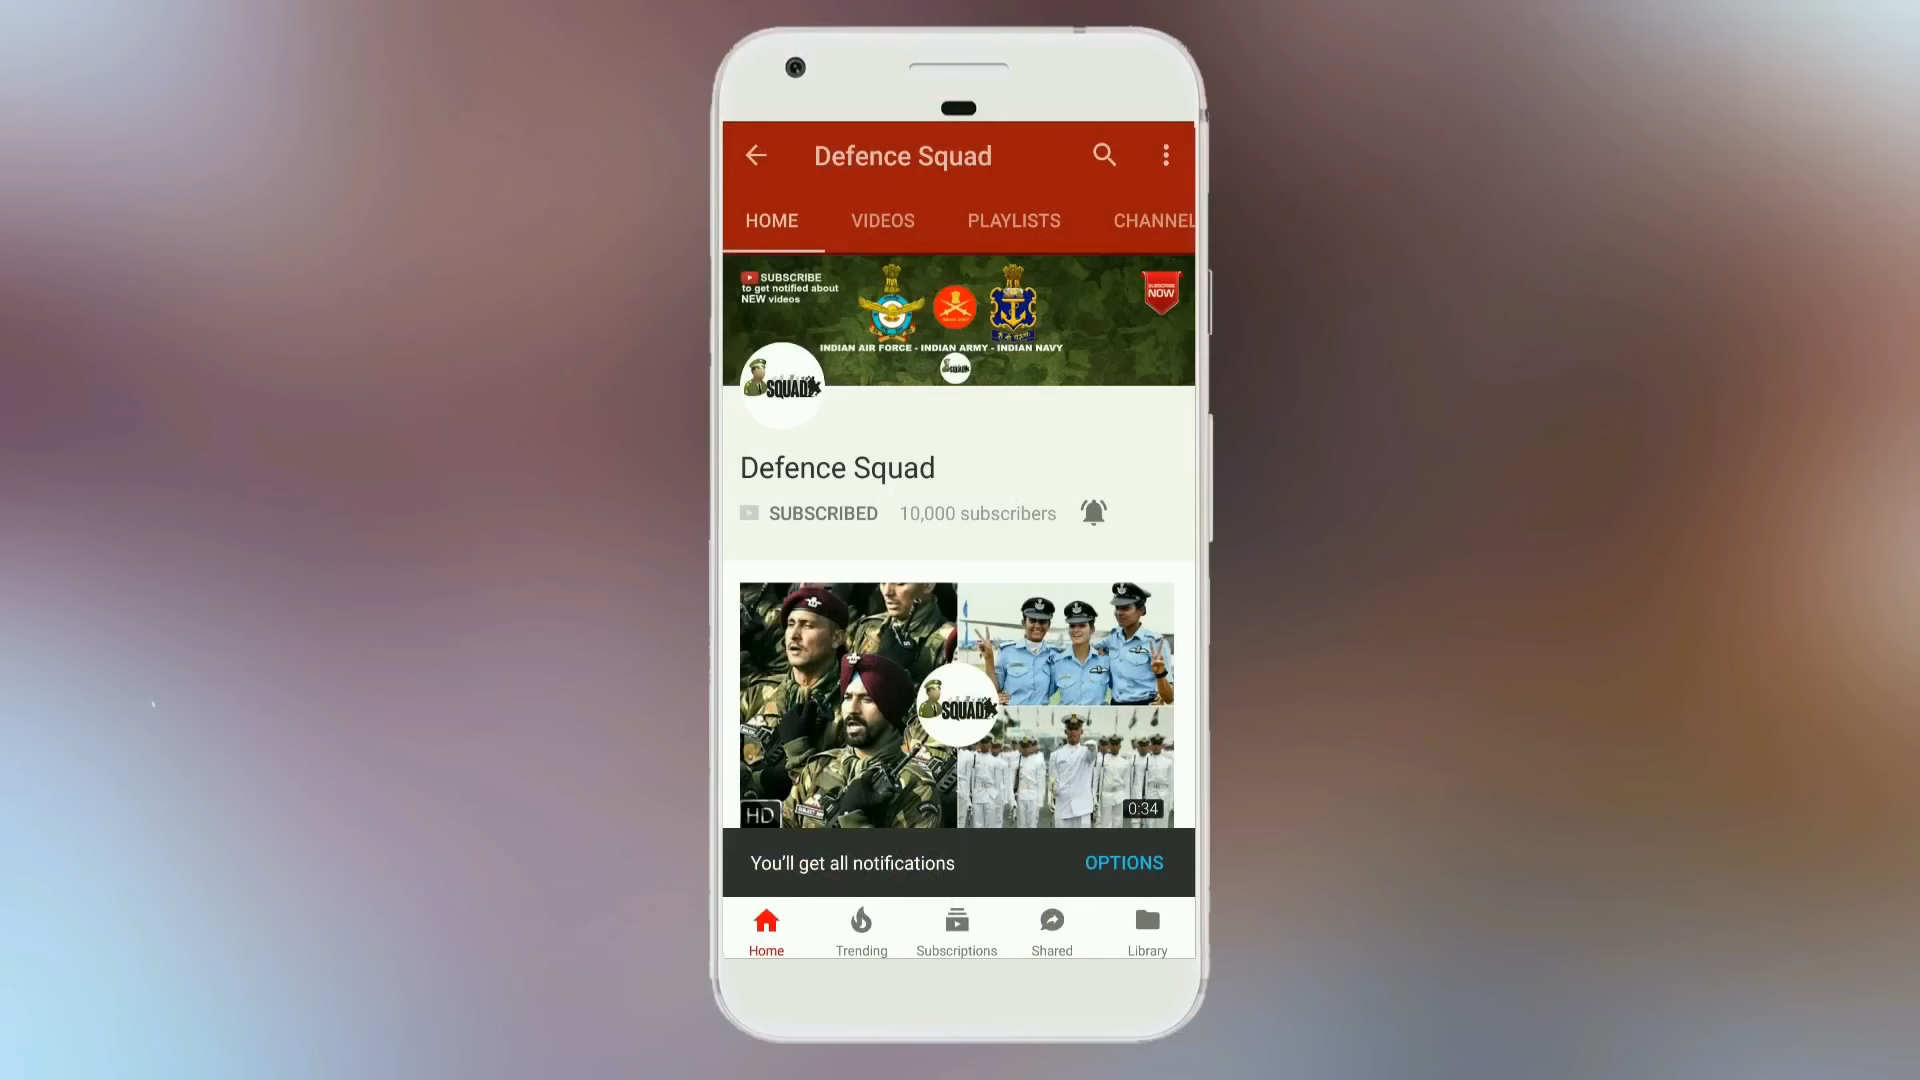 Defence Squad
HOME VIDEOS PLAYLISTS CHANNEL
SUBSCRIBE
to get notified about
NEW videos
SUBSCRIBE
NOW
INDIAN AIR FORCE - INDIAN ARMY - INDIAN NAVY
SQUAD
SQUAD
Defence Squad
SUBSCRIBED 10,000 subscribers
SQUAD
HD
0:34
You'll get all notifications OPTIONS
Home Trending Subscriptions Shared Library